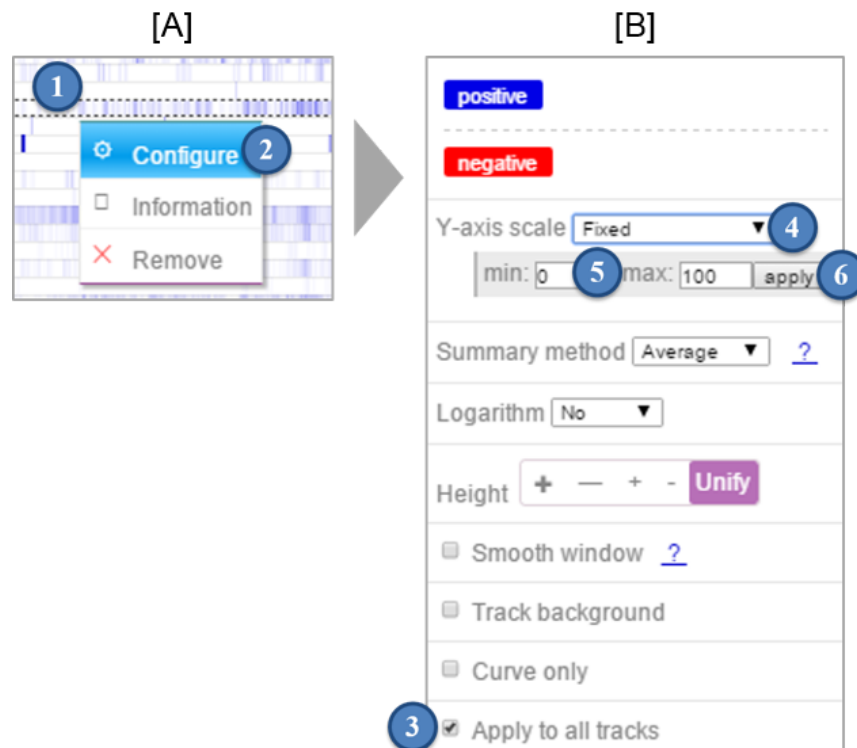 [A]
[B]
1
Configure 2
Information
Remove
positive
negative
Y-axis scale Fixed 4
min: 0 5 max: 100 apply 6
Summary method Average ?
Logarithm No
Height + — + - Unify
Smooth window ?
Track background
Curve only
3 Apply to all tracks